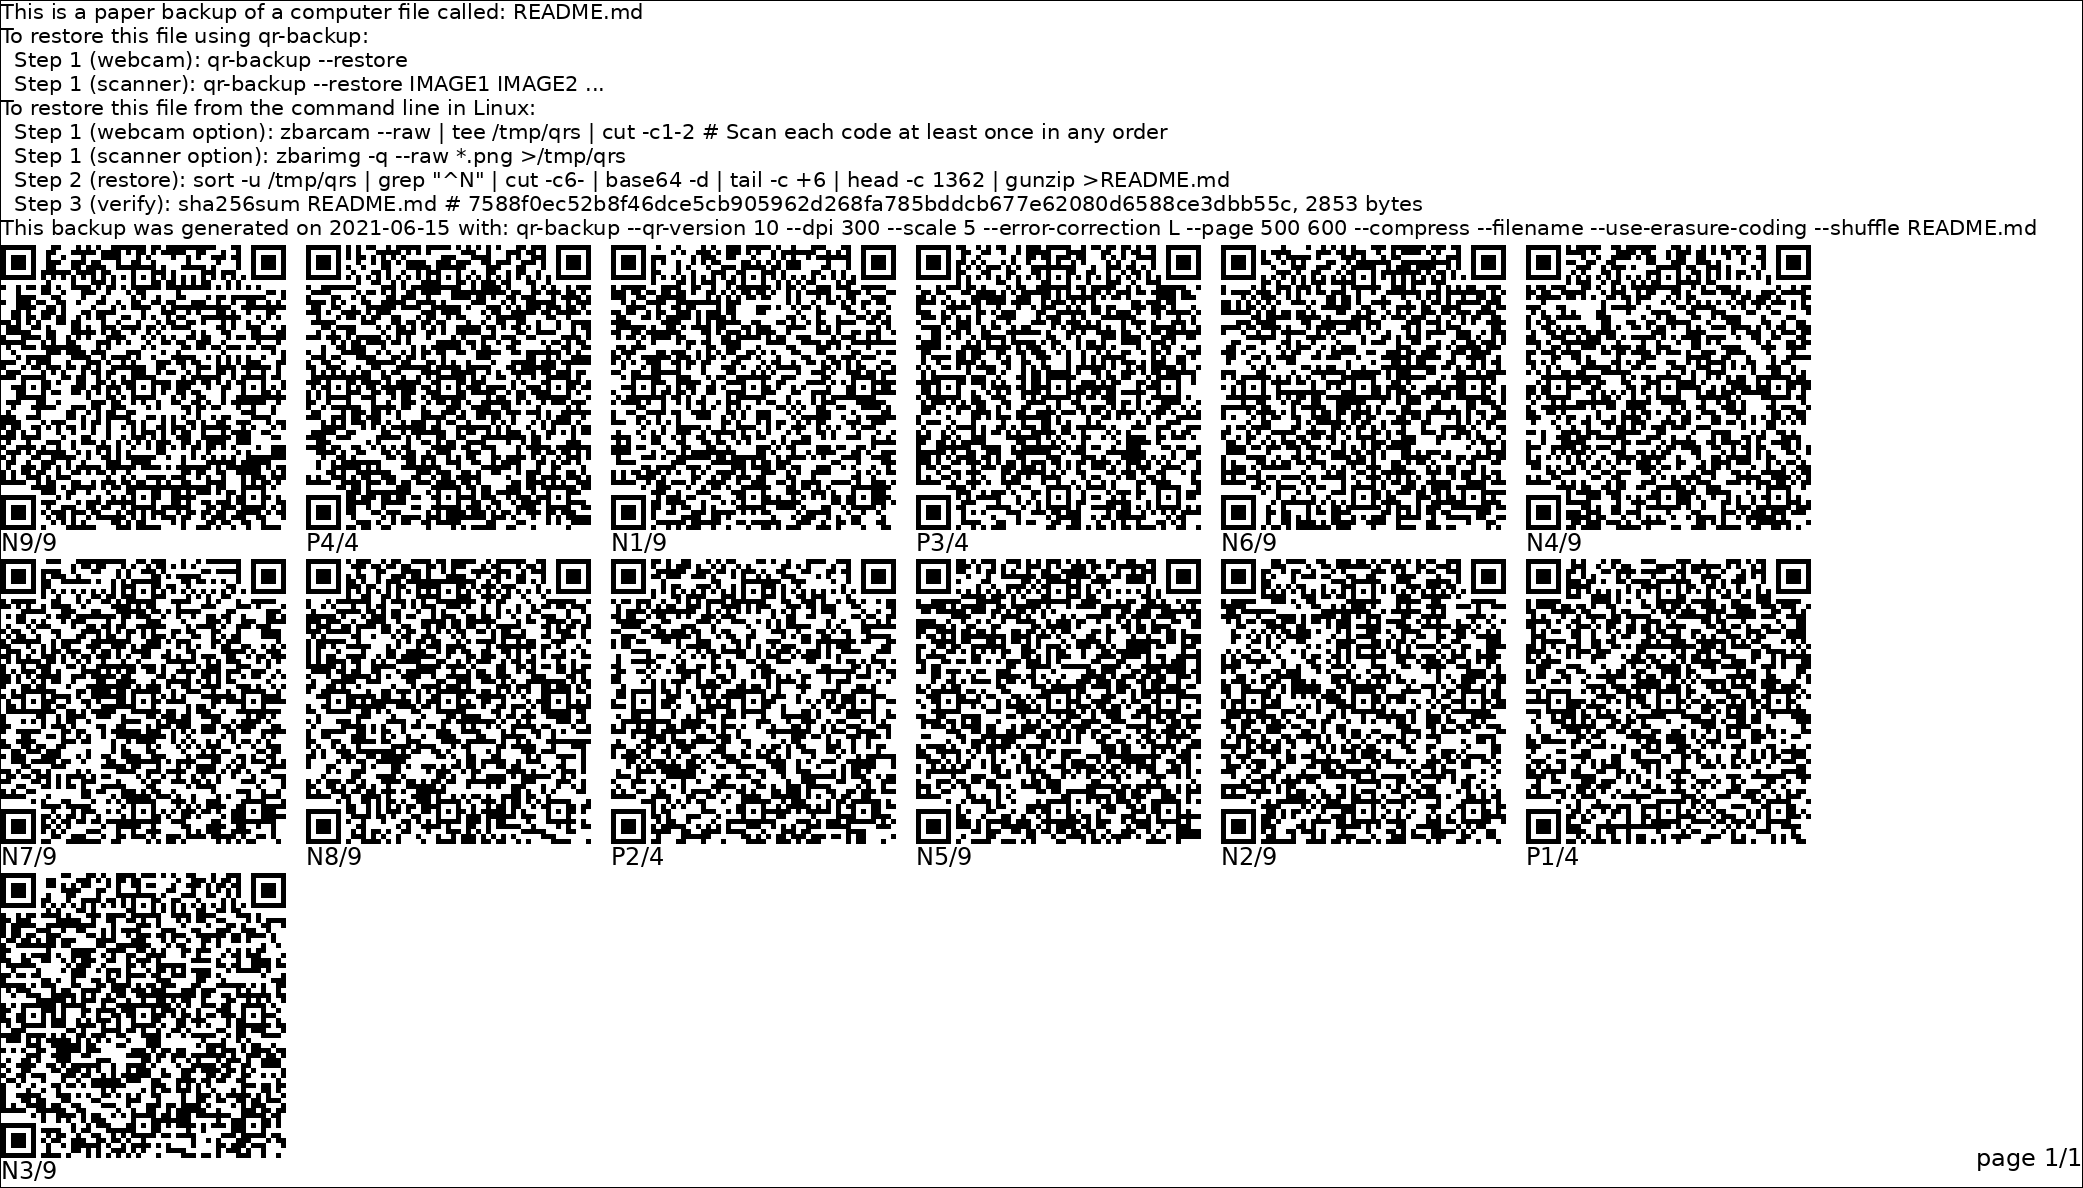 This is a paper backup of a computer file called: README.md
To restore this file using qr-backup:
Step 1 (webcam): qr-backup --restore
Step 1 (scanner): qr-backup --restore IMAGE1 IMAGE2 ...
To restore this file from the command line in Linux:
Step 1 (webcam option): zbarcam --raw | tee /tmp/qrs | cut -c1-2 # Scan each code at least once in any order
Step 1 (scanner option): zbarimg -q --raw *.png >/tmp/qrs
Step 2 (restore): sort -u /tmp/qrs | grep "^N" | cut -c6- | base64 -d | tail -c +6 | head -c 1362 | gunzip >README.md
Step 3 (verify): sha256sum README.md # 7588f0ec52b8f46dce5cb905962d268fa785bddcb677e62080d6588ce3dbb55c, 2853 bytes
This backup was generated on 2021-06-15 with: qr-backup --qr-version 10 --dpi 300 --scale 5 --error-correction L --page 500 600 --compress --filename --use-erasure-coding --shuffle README.md
N9/9 P4/4 N1/9 P3/4 N6/9 N4/9
N7/9 N8/9 P2/4 N5/9 N2/9 P1/4
N3/9
page 1/1